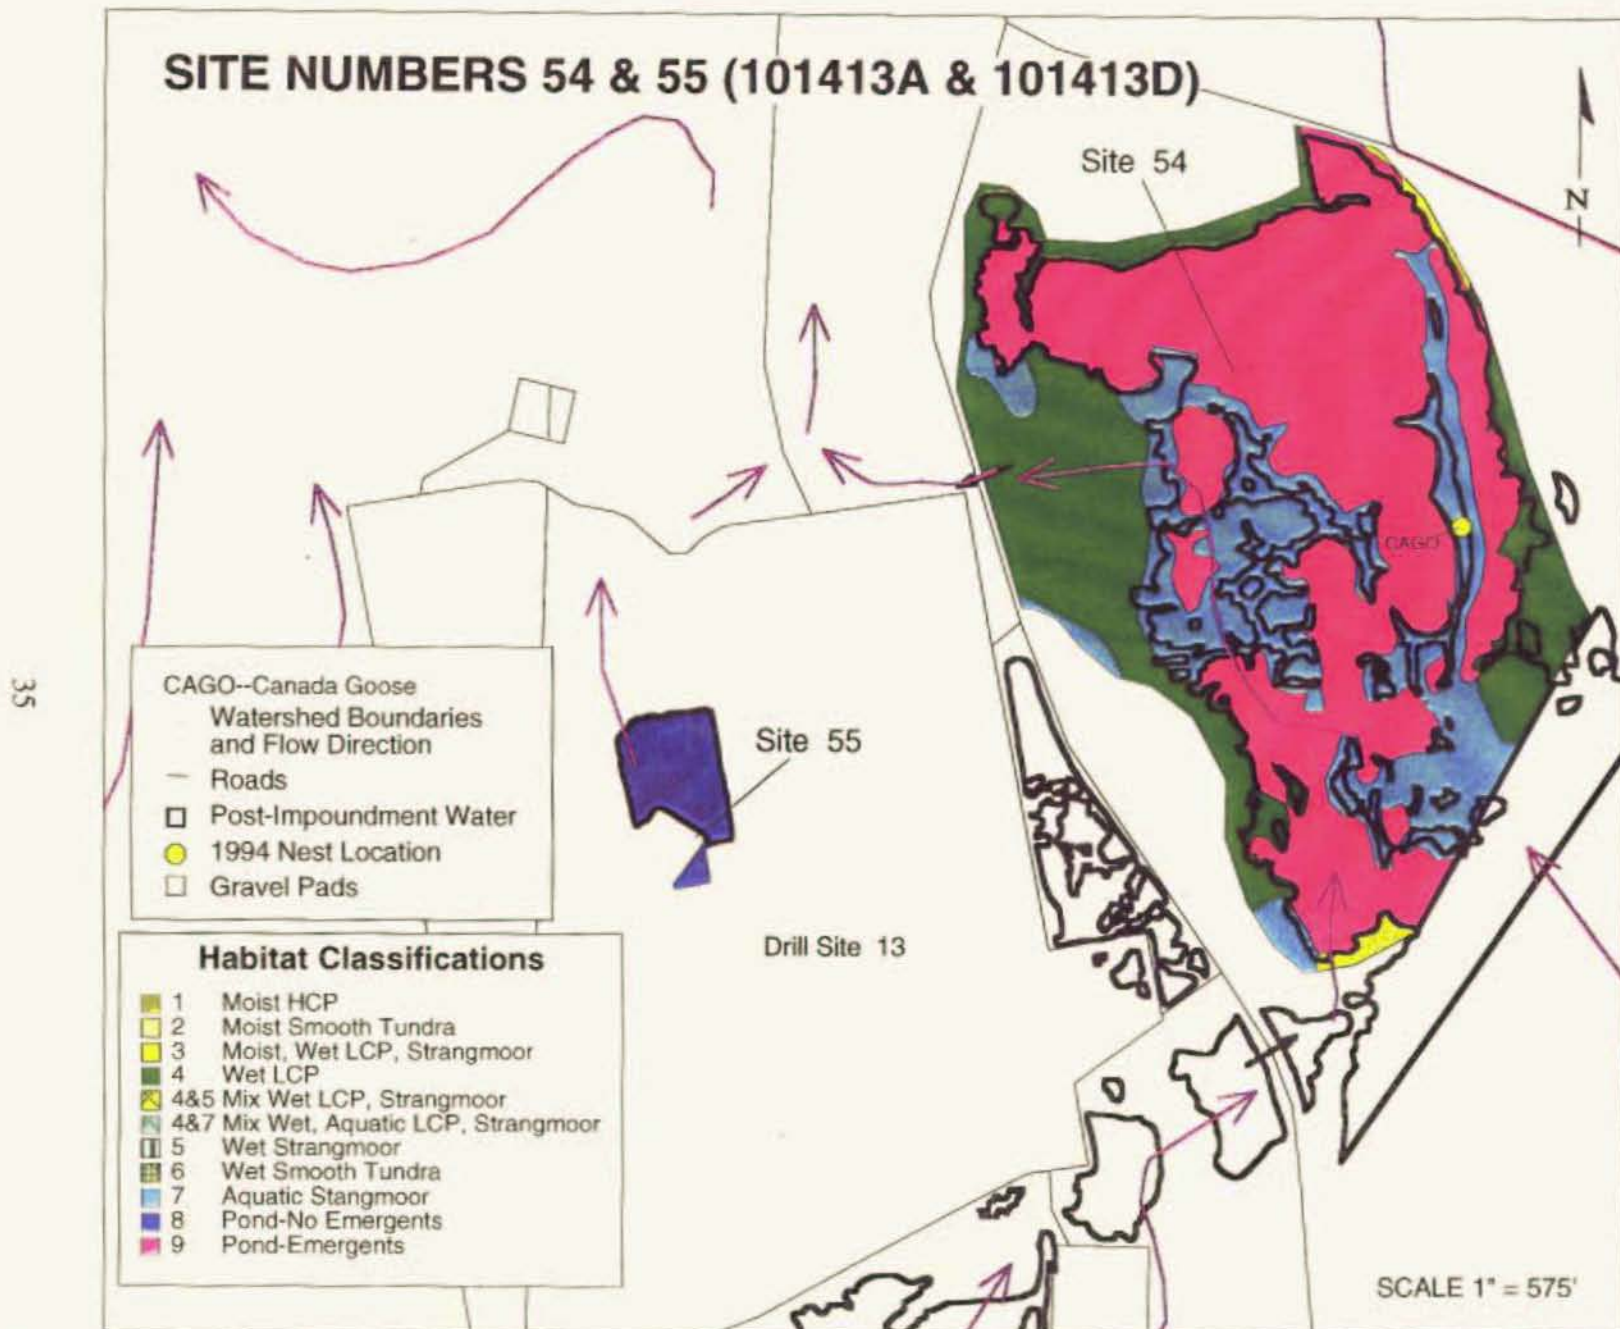 SITE NUMBERS 54 & 55 (101413A & 101413D)
Site 54
N
CAGO
35
CAGO--Canada Goose
Watershed Boundaries
and Flow Direction
Roads
Post-Impoundment Water
1994 Nest Location
Gravel Pads
Site 55
Drill Site 13
Habitat Classifications
1 Moist HCP
2 Moist Smooth Tundra
3 Moist, Wet LCP, Strangmoor
4 Wet LCP
4&5 Mix Wet LCP, Strangmoor
4&7 Mix Wet, Aquatic LCP, Strangmoor
5 Wet Strangmoor
6 Wet Smooth Tundra
7 Aquatic Stangmoor
8 Pond-No Emergents
9 Pond-Emergents
SCALE 1" = 575'